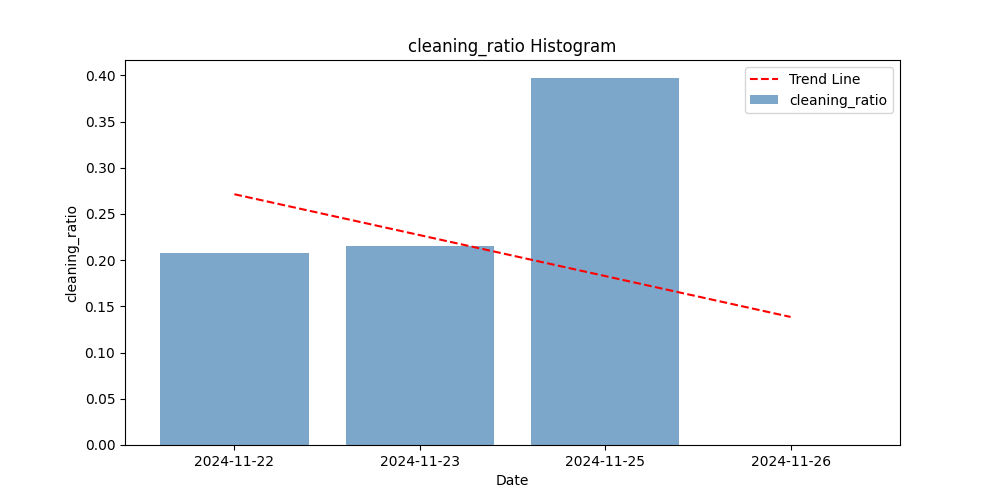 cleaning_ratio Histogram
Trend Line
cleaning_ratio
cleaning_ratio
0.40
0.35
0.30
0.25
0.20
0.15
0.10
0.05
0.00
2024-11-22
2024-11-23
2024-11-25
2024-11-26
Date